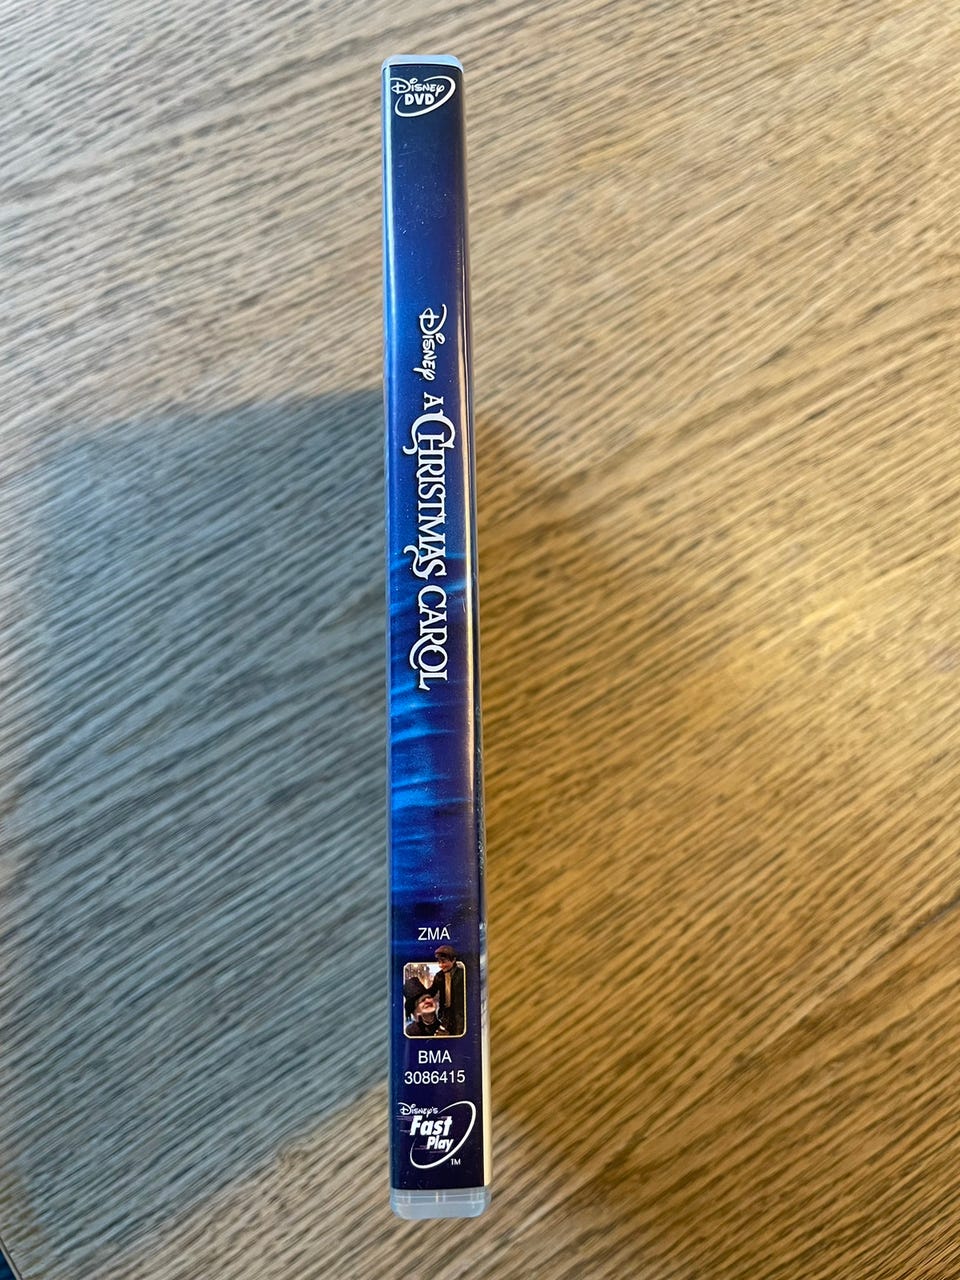 Disney
DVD
Disney A CHRISTMAS CAROL
ZMA
BMA
3086415
Disney's
Fast
Play
TM